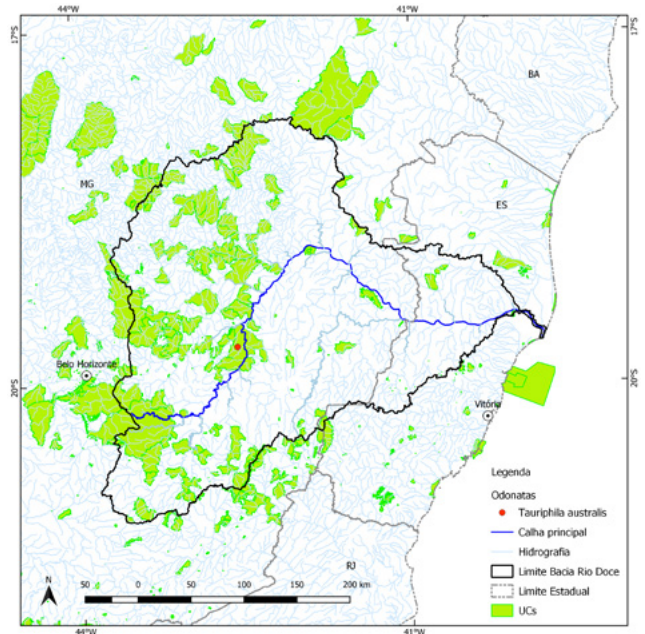 44°W
41°W
17°S
17°S
BA
MG
ES
Belo Horizonte
20°S
20°S
Vitória
Legenda
Odonatas
Tauriphila australis
Calha principal
Hidrografia
Limite Bacia Rio Doce
Limite Estadual
UCs
RJ
N
50 0 50 100 150 200 km
44°W
41°W